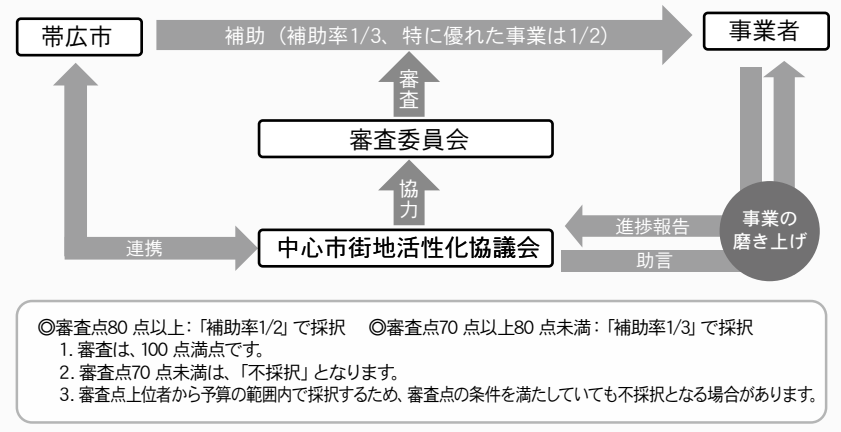 帯広市
補助（補助率1/3、特に優れた事業は1/2）
事業者
審査
審査委員会
協力
連携
中心市街地活性化協議会
進捗報告
助言
事業の
磨き上げ
◎審査点80 点以上：「補助率1/2」で採択　◎審査点70 点以上80 点未満：「補助率1/3」で採択
1. 審査は、100 点満点です。
2. 審査点70 点未満は、「不採択」となります。
3. 審査点上位者から予算の範囲内で採択するため、審査点の条件を満たしていても不採択となる場合があります。